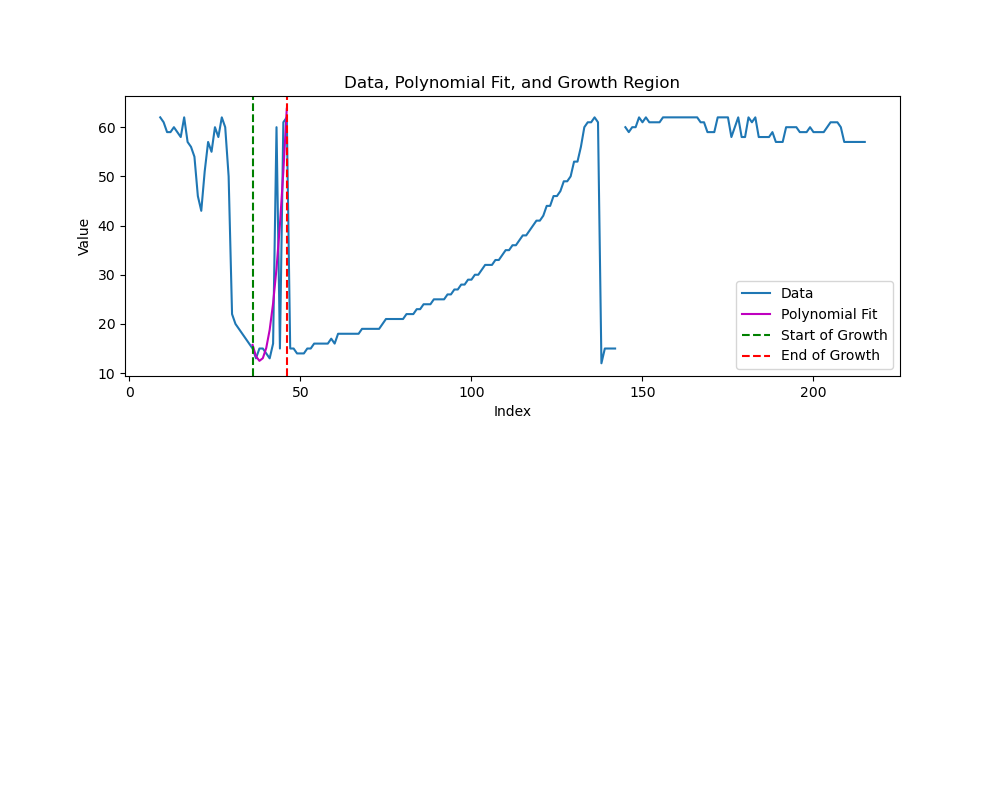 Data, Polynomial Fit, and Growth Region
Value
60
50
40
30
20
10
0
50
100
150
200
Index
Data
Polynomial Fit
Start of Growth
End of Growth